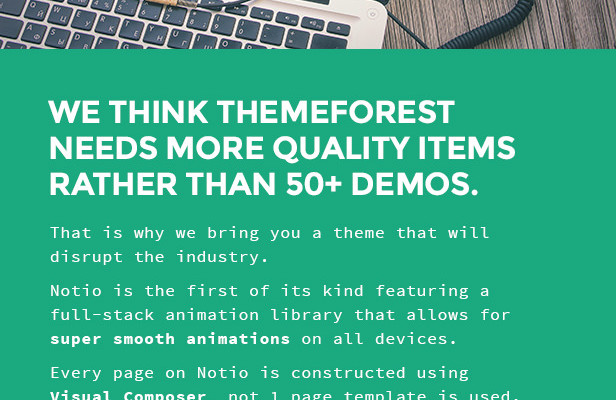 WE THINK THEMEFOREST
NEEDS MORE QUALITY ITEMS
RATHER THAN 50+ DEMOS.
That is why we bring you a theme that will
disrupt the industry.
Notio is the first of its kind featuring a
full-stack animation library that allows for
super smooth animations on all devices.
Every page on Notio is constructed using
Visual Composer, not 1 page template is used.